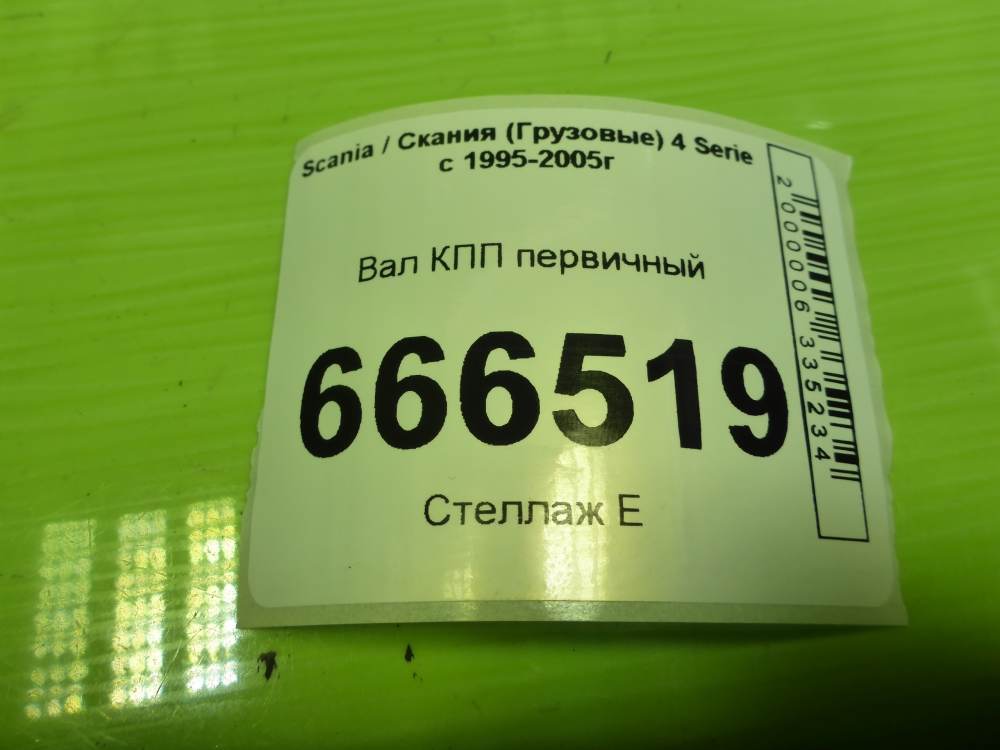 Scania / Скания (Грузовые) 4 Serie
с 1995-2005г
Вал КПП первичный
666519
Стеллаж Е
2000006335234